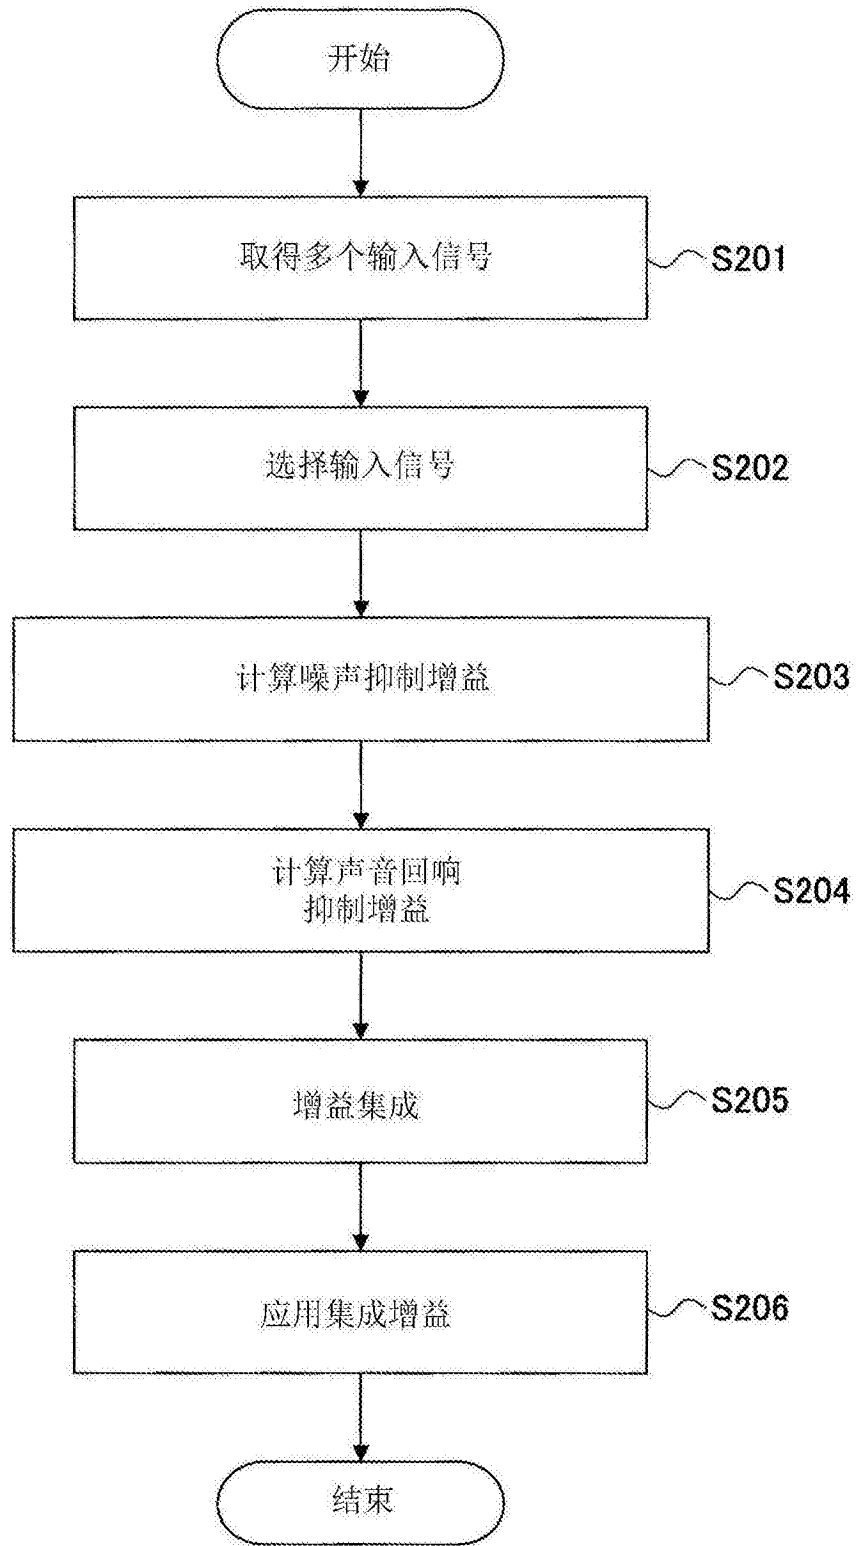 开始
取得多个输入信号
S201
选择输入信号
S202
计算噪声抑制增益
S203
计算声音回响
抑制增益
S204
增益集成
S205
应用集成增益
S206
结束